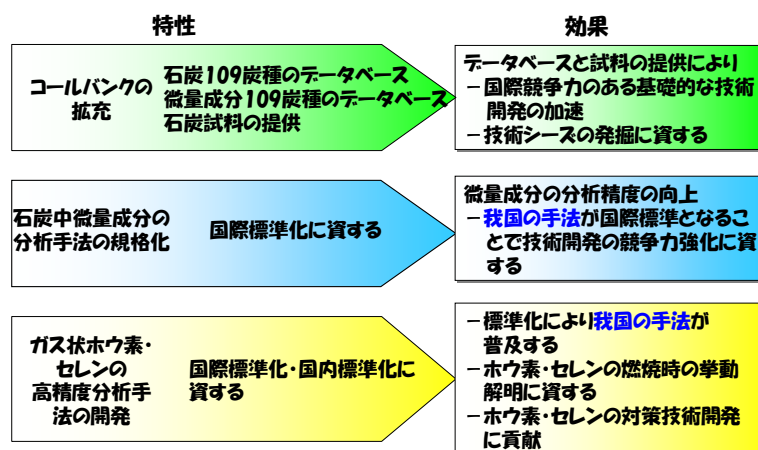 特性
効果
コールバンクの
拡充
石炭109炭種のデータベース
微量成分109炭種のデータベース
石炭試料の提供
データベースと試料の提供により
－国際競争力のある基礎的な技術
開発の加速
－技術シーズの発掘に資する
石炭中微量成分の
分析手法の規格化
国際標準化に資する
微量成分の分析精度の向上
－我国の手法が国際標準となるこ
とで技術開発の競争力強化に資
する
ガス状ホウ素・
セレンの
高精度分析手
法の開発
国際標準化・国内標準化に
資する
－標準化により我国の手法が
普及する
－ホウ素・セレンの燃焼時の挙動
解明に資する
－ホウ素・セレンの対策技術開発
に貢献